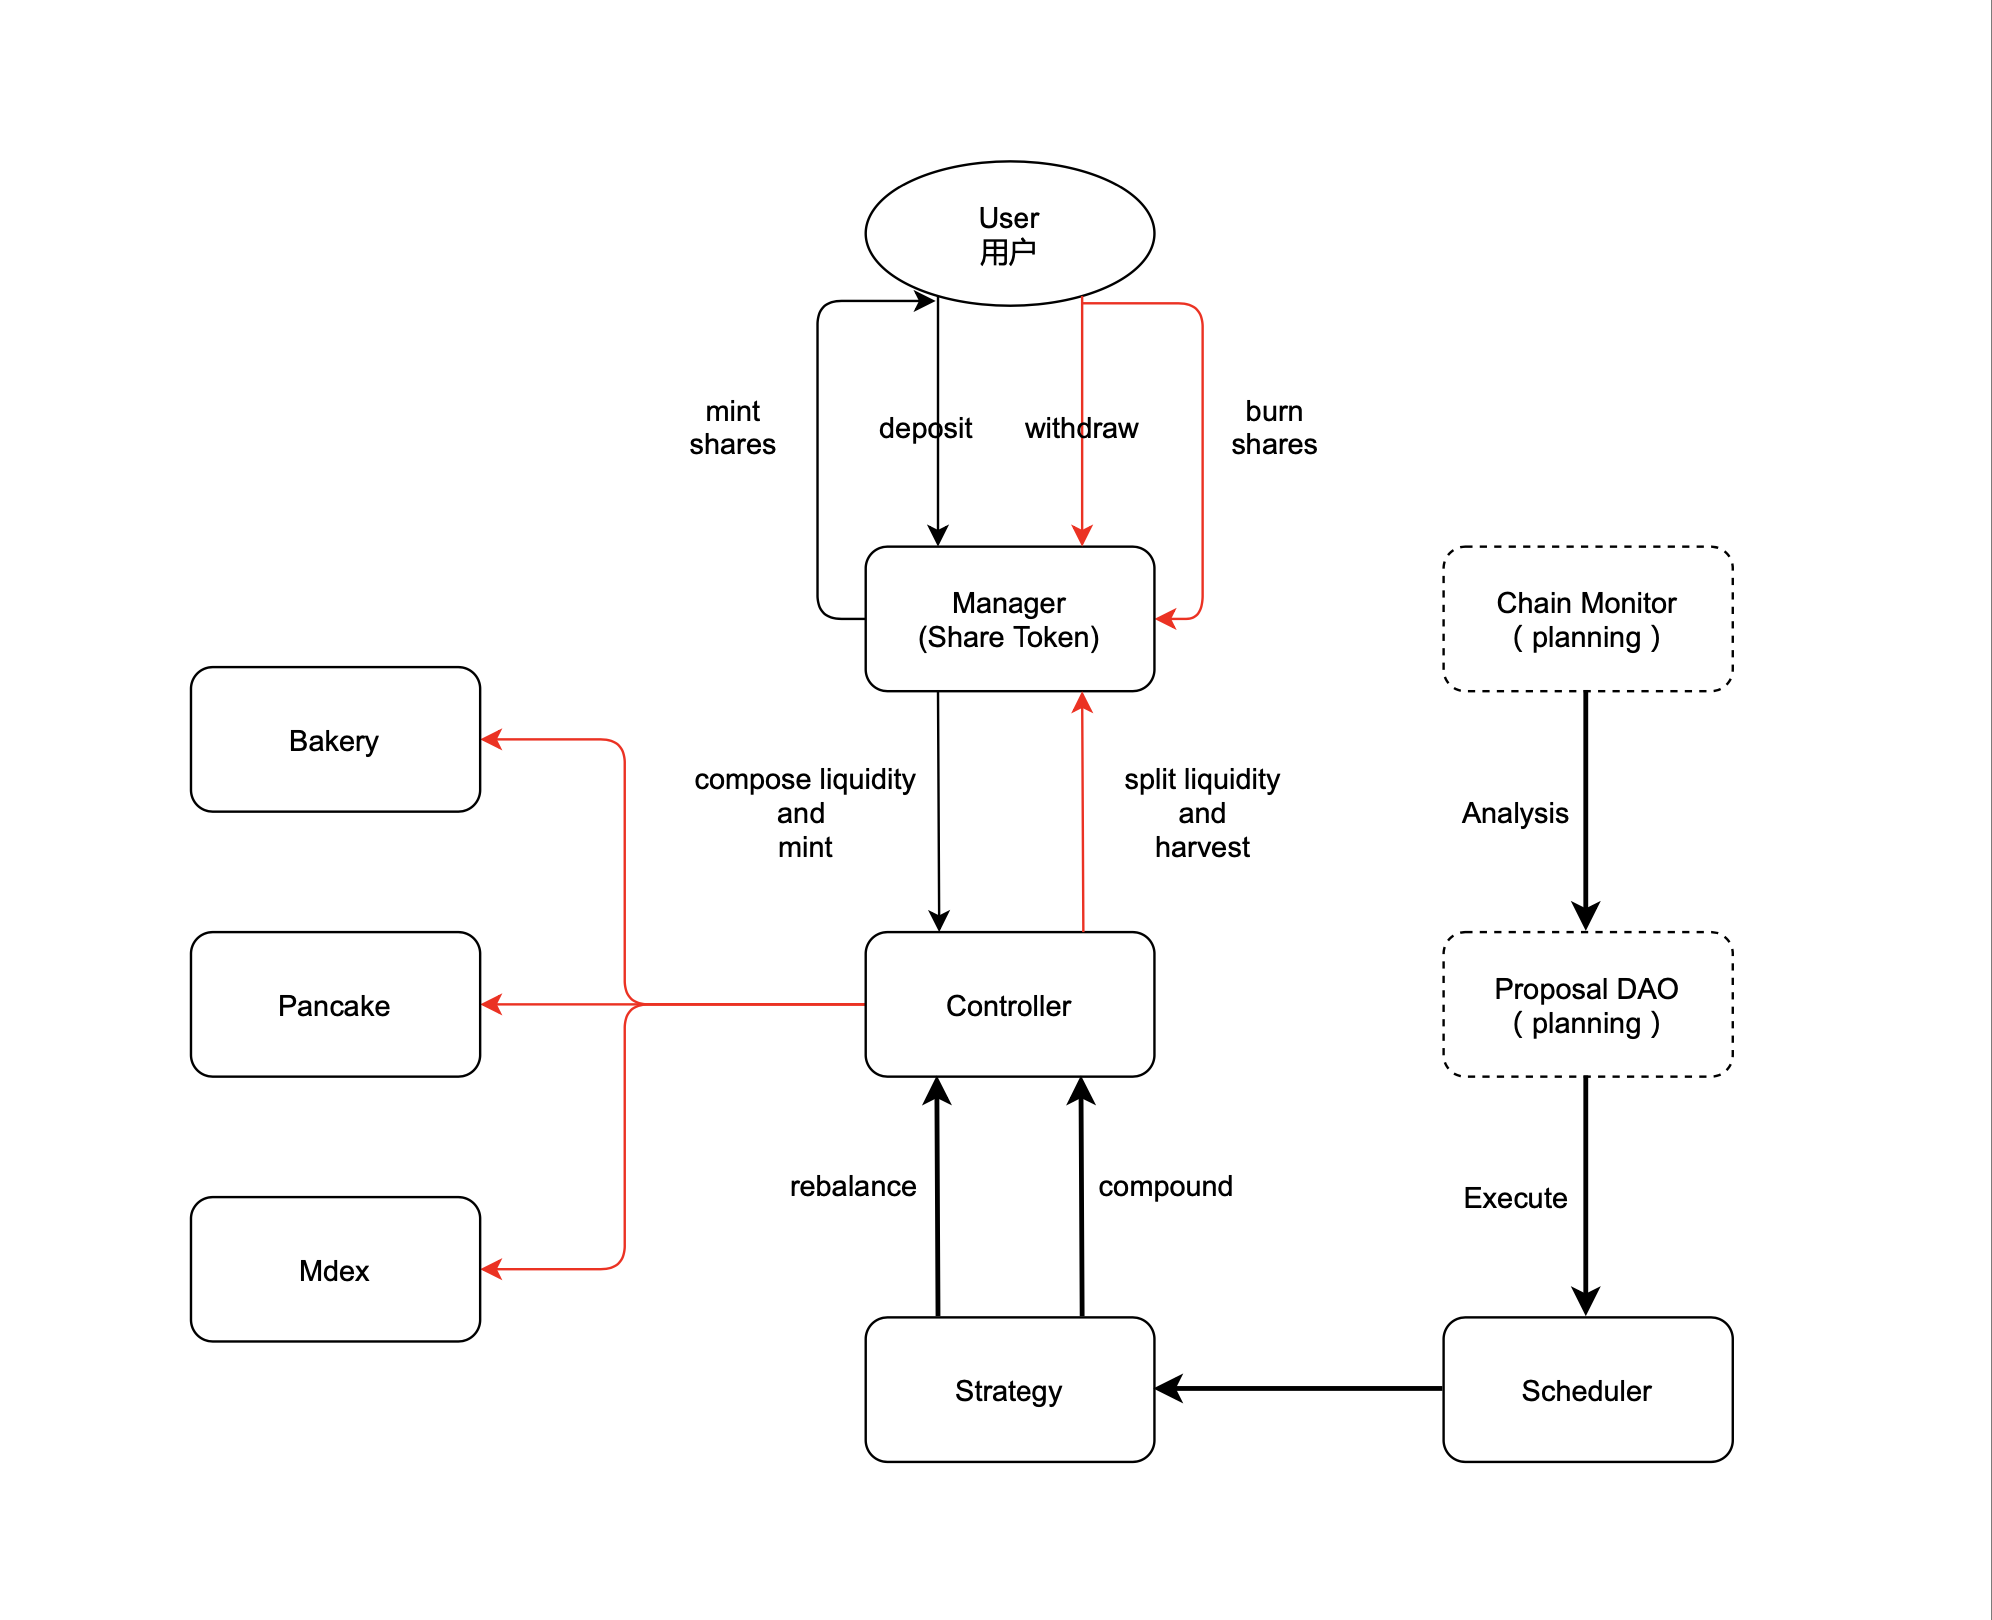 User
用户
mint
shares
deposit
withdraw
burn
shares
Manager
(Share Token)
Chain Monitor
( planning )
Bakery
compose liquidity
and
mint
split liquidity
and
harvest
Analysis
Pancake
Controller
Proposal DAO
( planning )
rebalance
compound
Execute
Mdex
Strategy
Scheduler